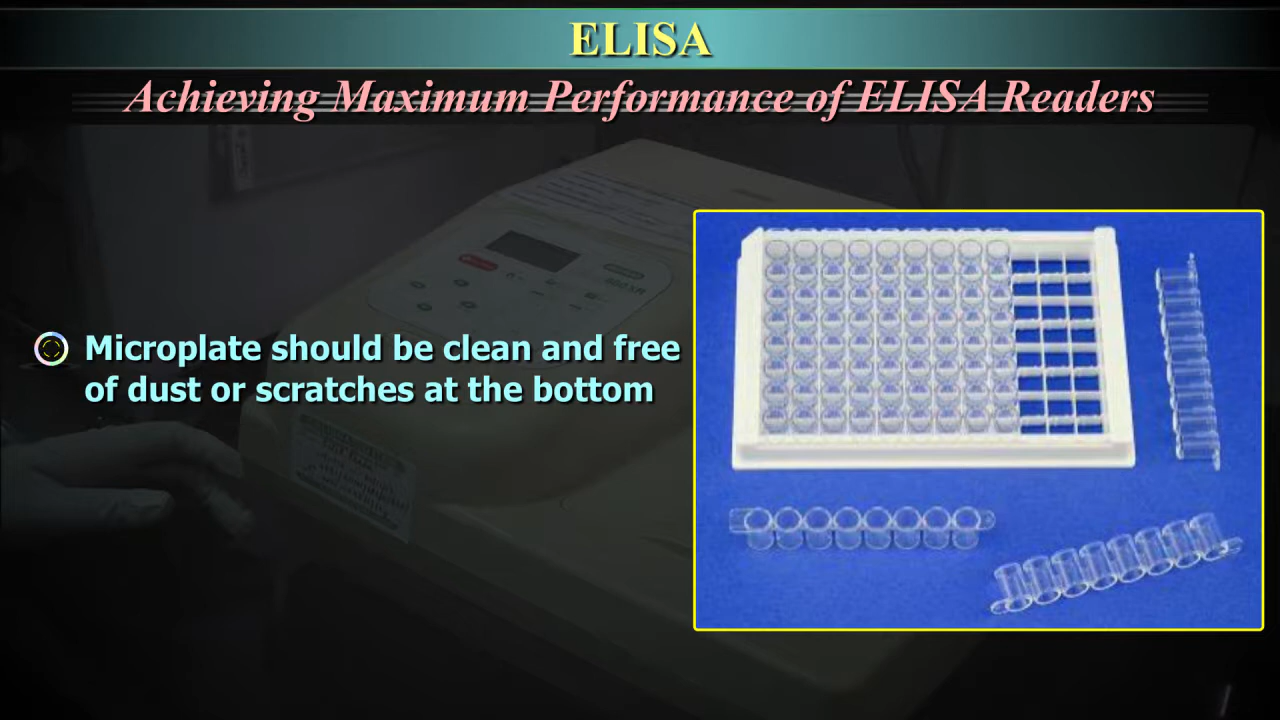 ELISA
Achieving Maximum Performance of ELISA Readers
Microplate should be clean and free
of dust or scratches at the bottom